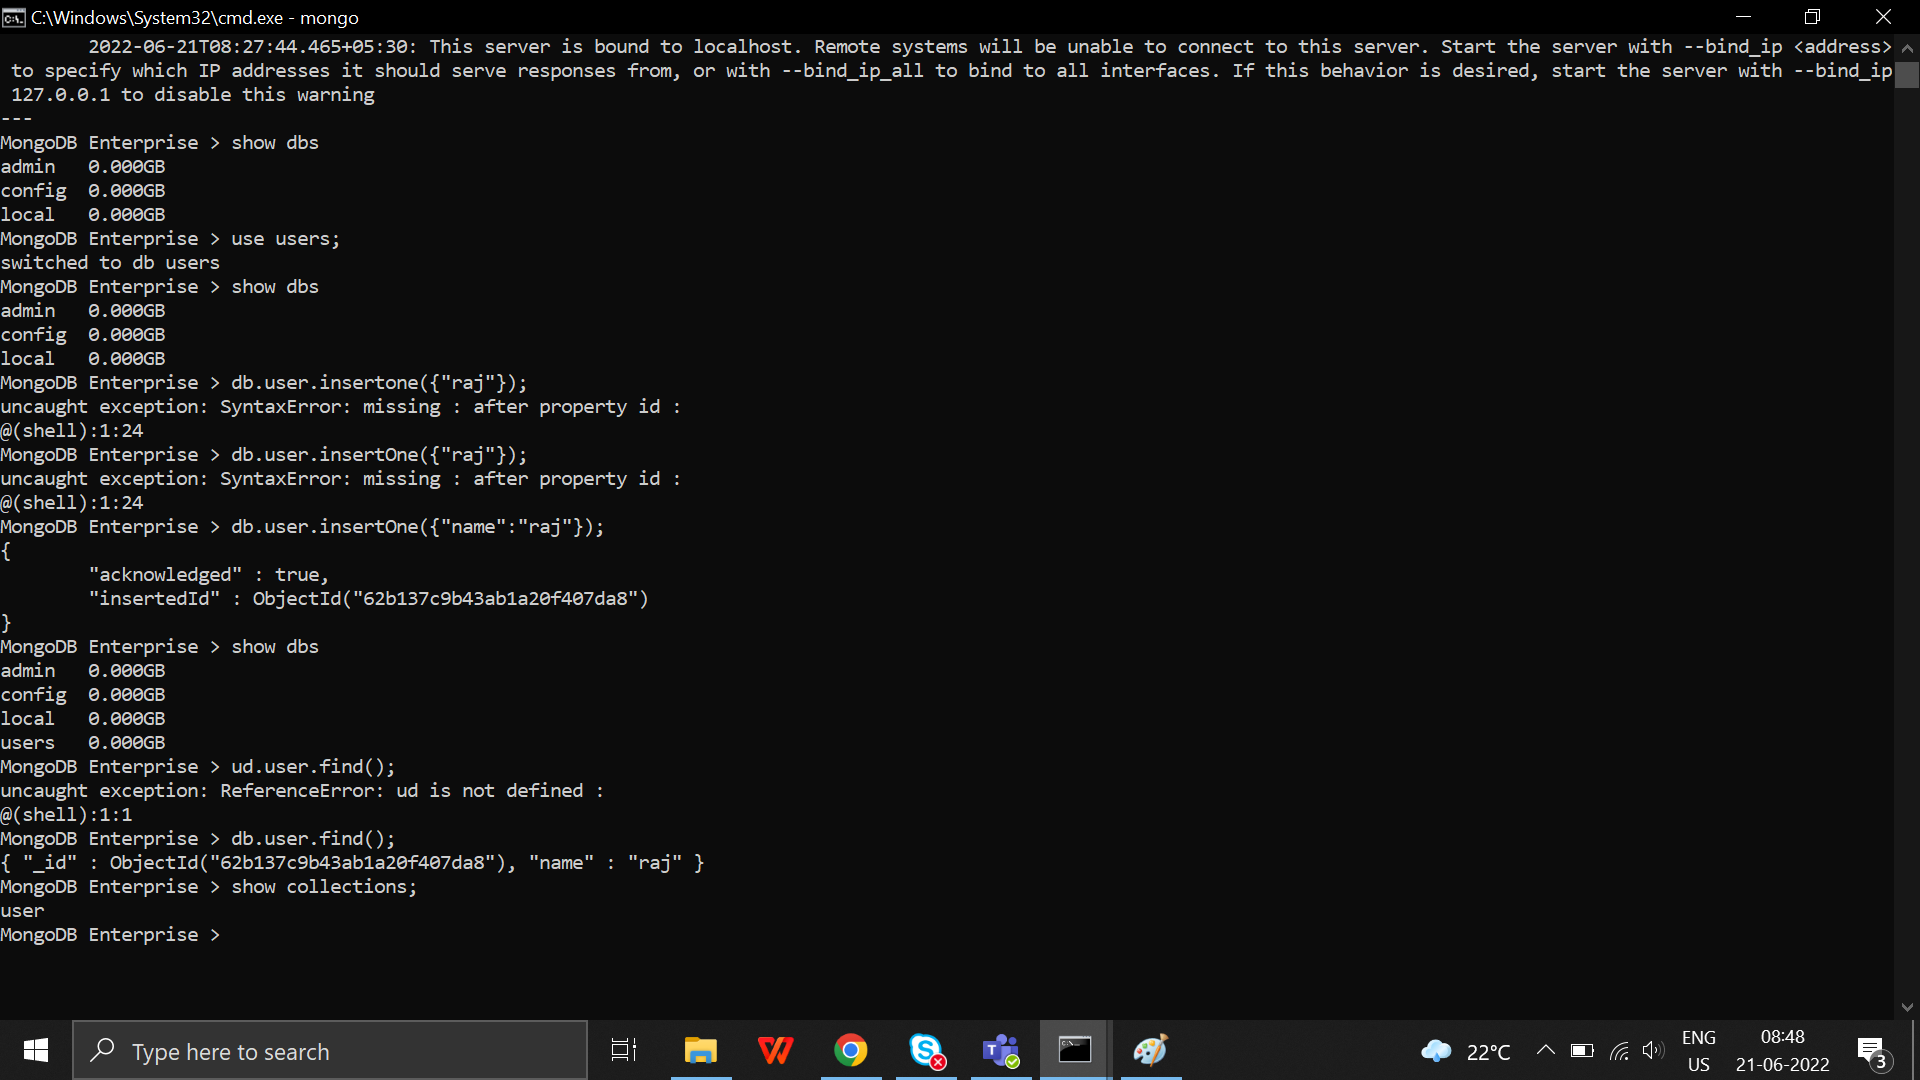 C:\Windows\System32\cmd.exe - mongo
2022-06-21T08:27:44.465+05:30: This server is bound to localhost. Remote systems will be unable to connect to this server. Start the server with --bind_ip <address>
to specify which IP addresses it should serve responses from, or with --bind_ip_all to bind to all interfaces. If this behavior is desired, start the server with --bind_ip
127.0.0.1 to disable this warning
---
MongoDB Enterprise > show dbs
admin   0.000GB
config  0.000GB
local   0.000GB
MongoDB Enterprise > use users;
switched to db users
MongoDB Enterprise > show dbs
admin   0.000GB
config  0.000GB
local   0.000GB
MongoDB Enterprise > db.user.insertone({"raj"});
uncaught exception: SyntaxError: missing : after property id :
@(shell):1:24
MongoDB Enterprise > db.user.insertOne({"raj"});
uncaught exception: SyntaxError: missing : after property id :
@(shell):1:24
MongoDB Enterprise > db.user.insertOne({"name":"raj"});
{
        "acknowledged" : true,
        "insertedId" : ObjectId("62b137c9b43ab1a20f407da8")
}
MongoDB Enterprise > show dbs
admin   0.000GB
config  0.000GB
local   0.000GB
users   0.000GB
MongoDB Enterprise > ud.user.find();
uncaught exception: ReferenceError: ud is not defined :
@(shell):1:1
MongoDB Enterprise > db.user.find();
{ "_id" : ObjectId("62b137c9b43ab1a20f407da8"), "name" : "raj" }
MongoDB Enterprise > show collections;
user
MongoDB Enterprise >
Type here to search
22°C
ENG
US
08:48
21-06-2022
3